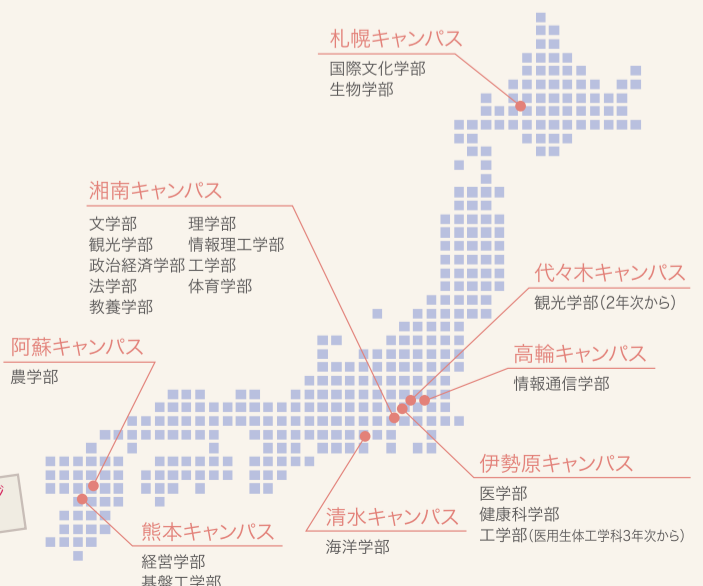 札幌キャンパス
国際文化学部
生物学部
湘南キャンパス
文学部 理学部
観光学部 情報理工学部
政治経済学部 工学部
法学部 体育学部
教養学部
代々木キャンパス
観光学部(2年次から)
阿蘇キャンパス
農学部
高輪キャンパス
情報通信学部
伊勢原キャンパス
医学部
健康科学部
工学部(医用生体工学科3年次から)
清水キャンパス
海洋学部
熊本キャンパス
経営学部
基盤工学部